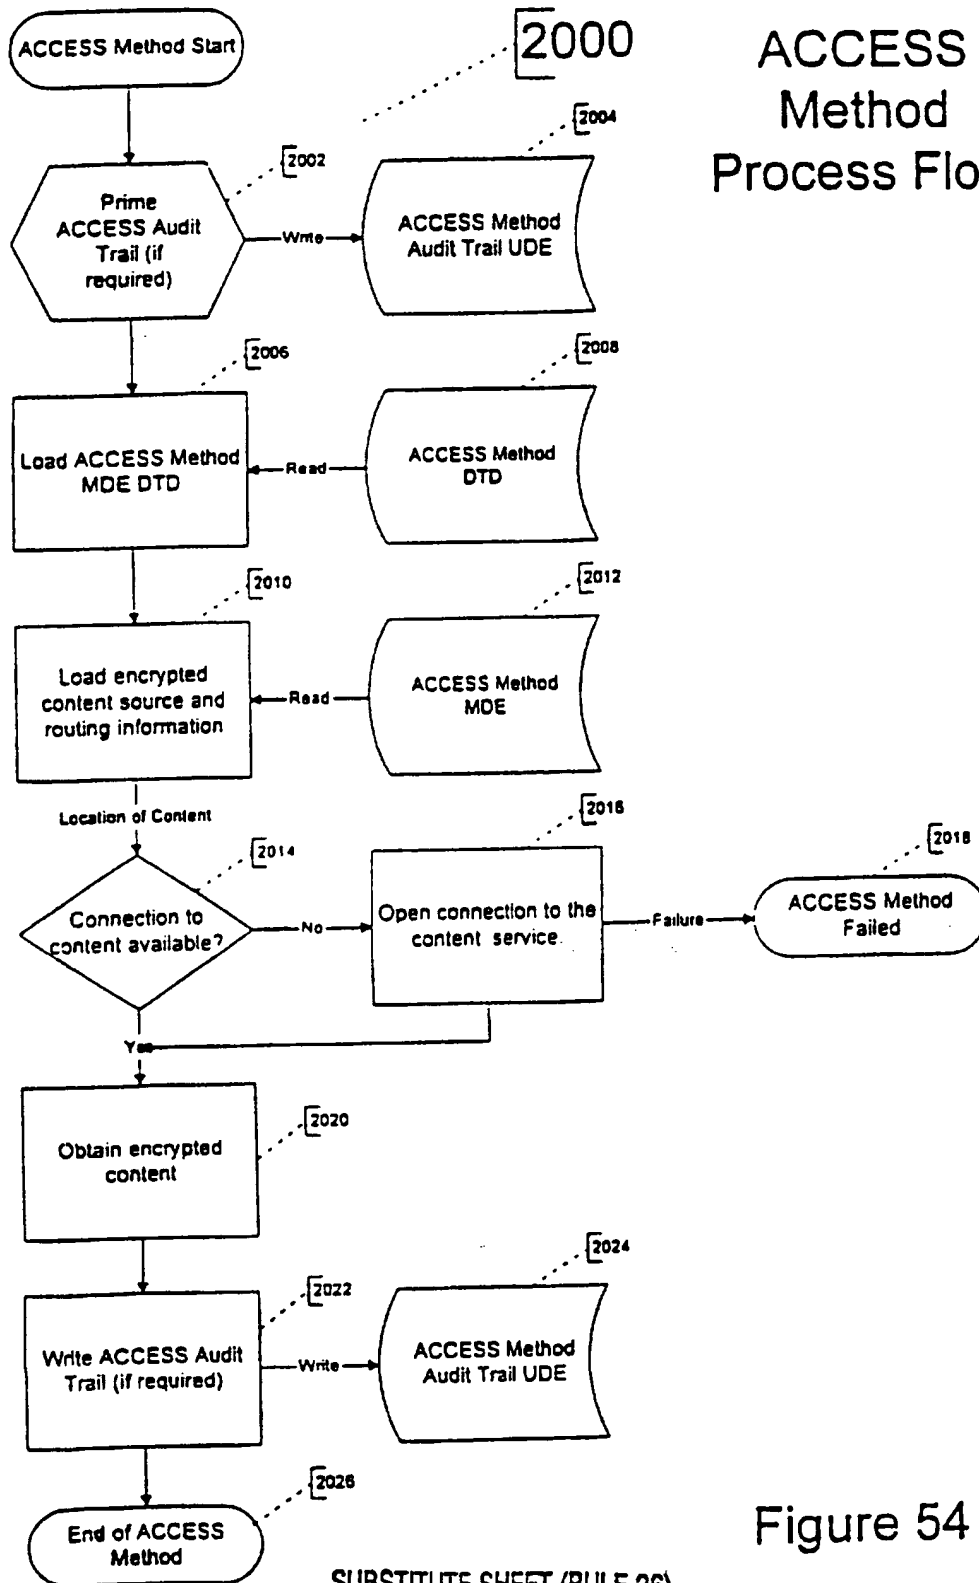 ACCESS Method Start
2000
ACCESS
Method
Process Flo
2002
2004
Prime
ACCESS Audit
Trail (if
required)
Write
ACCESS Method
Audit Trail UDE
2006
2008
Load ACCESS Method
MDE DTD
Read
ACCESS Method
DTD
2010
2012
Load encrypted
content source and
routing information
Read
ACCESS Method
MDE
Location of Content
2014
2016
2018
Connection to
content available?
No
Open connection to the
content service.
Failure
ACCESS Method
Failed
Obtain encrypted
content
2020
2022
2024
Write ACCESS Audit
Trail (if required)
Write
ACCESS Method
Audit Trail UDE
2026
End of ACCESS
Method
Figure 54
SUBSTITUTE SHEET (RULE 26)